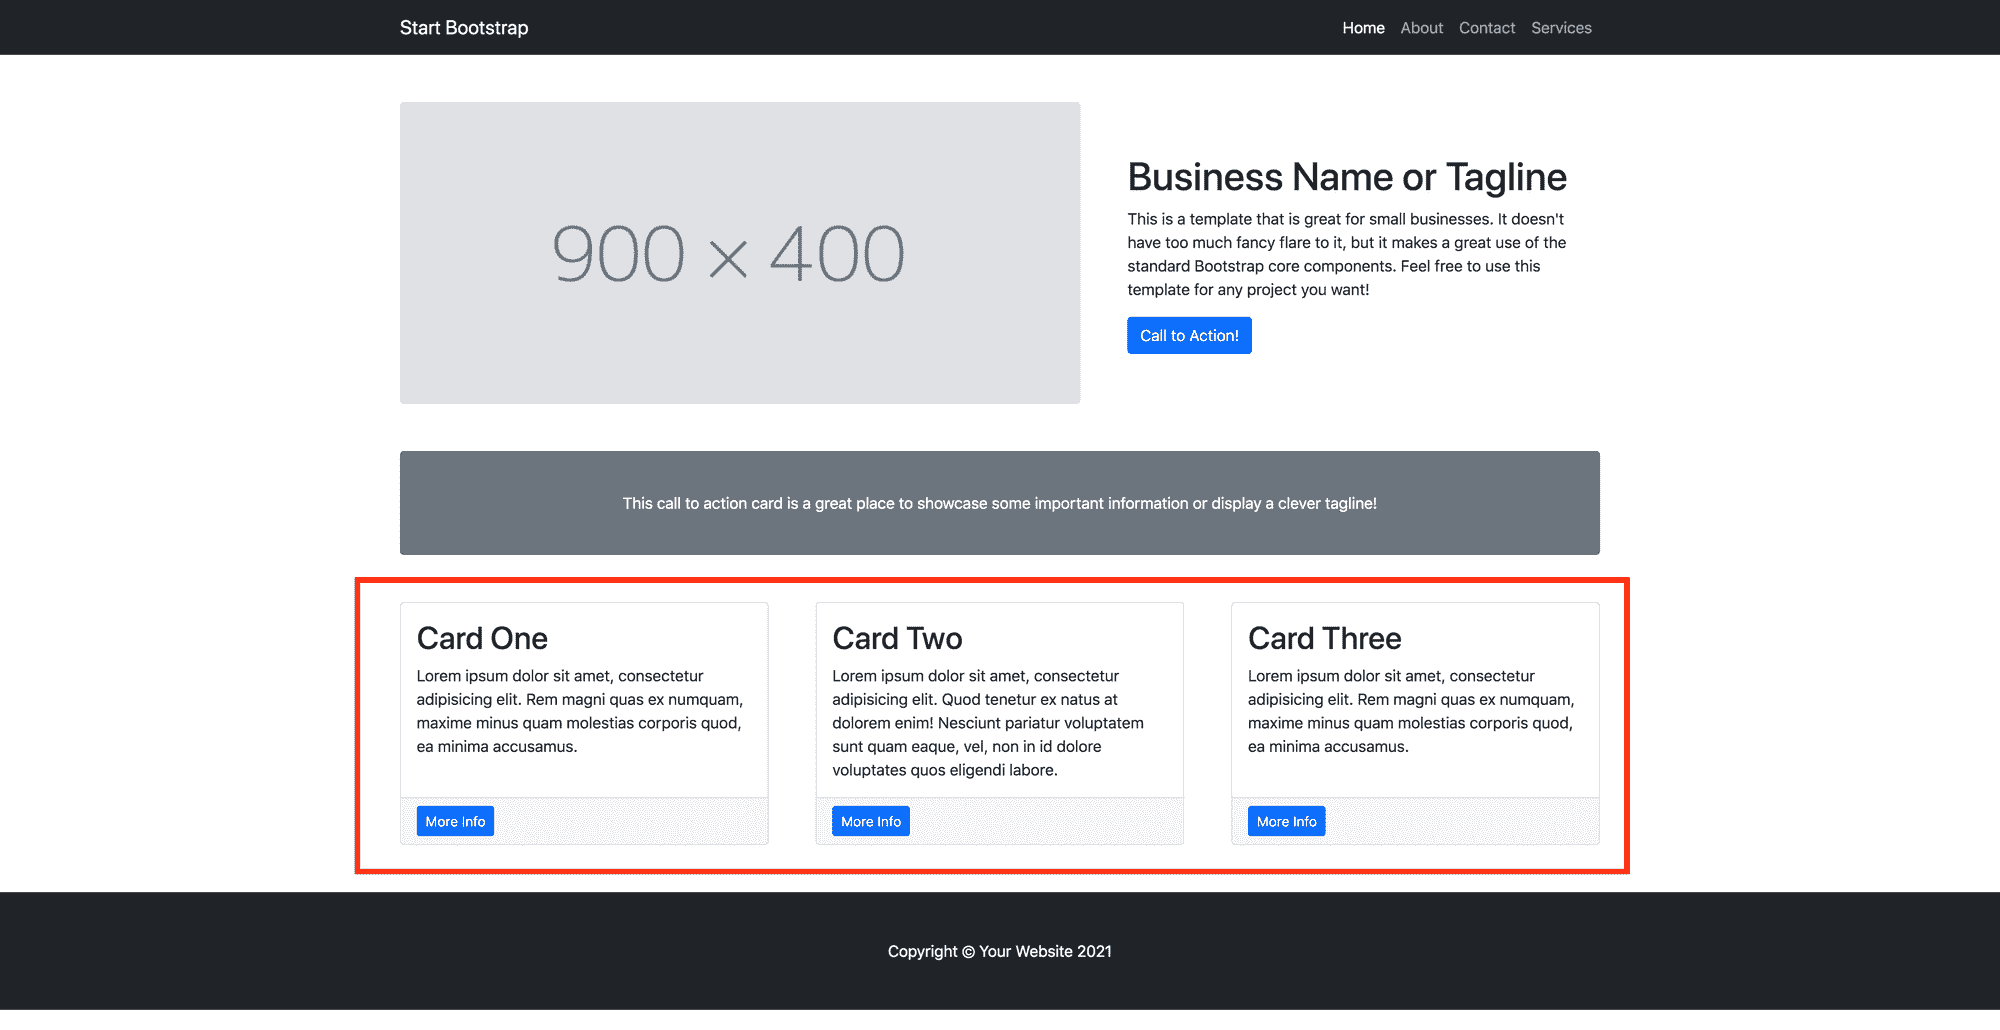 Start Bootstrap
Home About Contact Services
900 × 400
Business Name or Tagline
This is a template that is great for small businesses. It doesn't
have too much fancy flare to it, but it makes a great use of the
standard Bootstrap core components. Feel free to use this
template for any project you want!
Call to Action!
This call to action card is a great place to showcase some important information or display a clever tagline!
Card One
Lorem ipsum dolor sit amet, consectetur
adipisicing elit. Rem magni quas ex numquam,
maxime minus quam molestias corporis quod,
ea minima accusamus.
More Info
Card Two
Lorem ipsum dolor sit amet, consectetur
adipisicing elit. Quod tenetur ex natus at
dolorem enim! Nesciunt pariatur voluptatem
sunt quam eaque, vel, non in id dolore
voluptates quos eligendi labore.
More Info
Card Three
Lorem ipsum dolor sit amet, consectetur
adipisicing elit. Rem magni quas ex numquam,
maxime minus quam molestias corporis quod,
ea minima accusamus.
More Info
Copyright © Your Website 2021